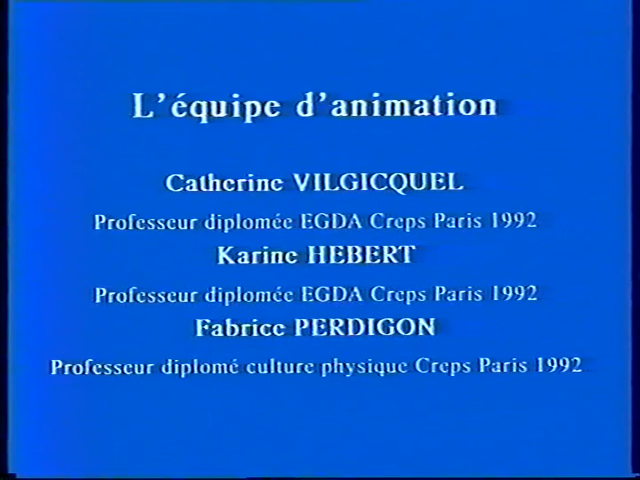 L'équipe d'animation
Catherine VILGICQUEL
Professeur diplomée EGDA Creps Paris 1992
Karine HEBERT
Professeur diplomée EGDA Creps Paris 1992
Fabrice PERDIGON
Professeur diplomé culture physique Creps Paris 1992